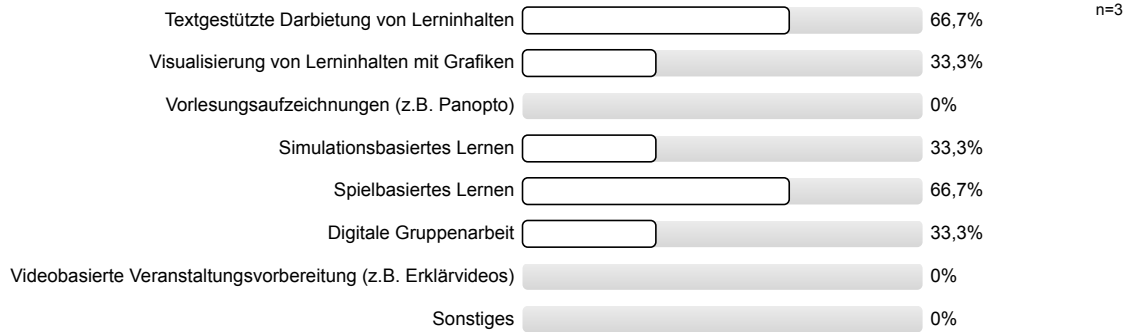 Textgestützte Darbietung von Lerninhalten 66,7% n=3
Visualisierung von Lerninhalten mit Grafiken 33,3%
Vorlesungsaufzeichnungen (z.B. Panopto) 0%
Simulationsbasiertes Lernen 33,3%
Spielbasiertes Lernen 66,7%
Digitale Gruppenarbeit 33,3%
Videobasierte Veranstaltungsvorbereitung (z.B. Erklärvideos) 0%
Sonstiges 0%